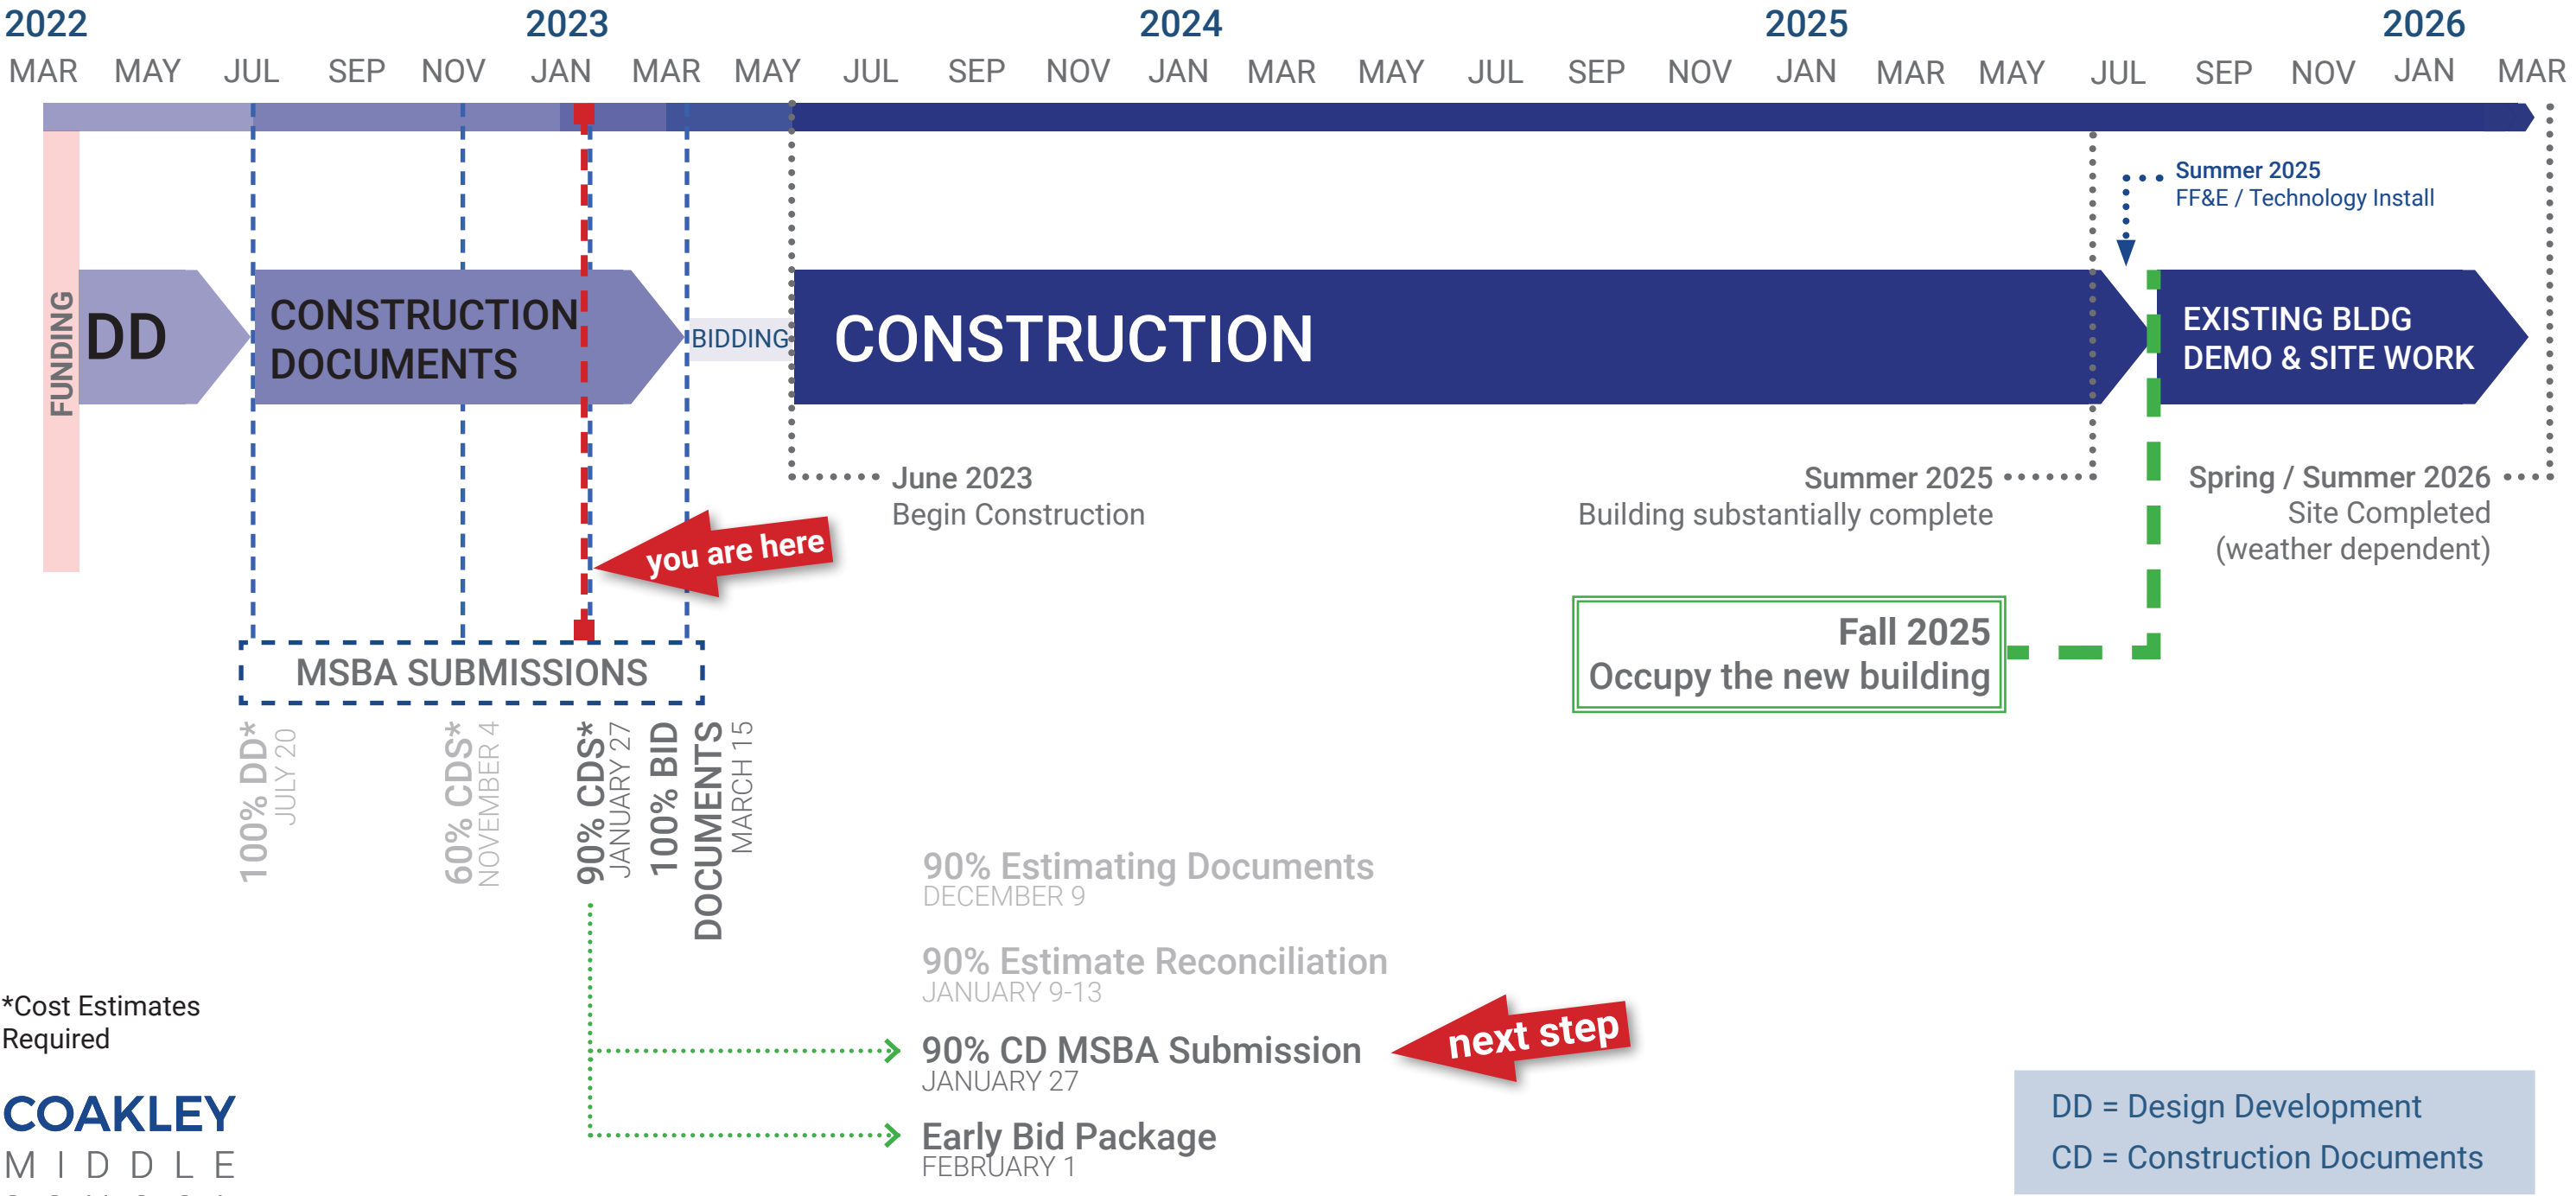 2022 2023 2024 2025 2026
MAR MAY JUL SEP NOV JAN MAR MAY JUL SEP NOV JAN MAR MAY JUL SEP NOV JAN MAR MAY JUL SEP NOV JAN MAR
Summer 2025
FF&E / Technology Install
FUNDING
DD
CONSTRUCTION
DOCUMENTS
BIDDING
CONSTRUCTION
EXISTING BLDG
DEMO & SITE WORK
June 2023
Begin Construction
Summer 2025
Building substantially complete
Spring / Summer 2026
Site Completed
(weather dependent)
you are here
Fall 2025
Occupy the new building
MSBA SUBMISSIONS
100% DD*
JULY 20
60% CDS*
NOVEMBER 4
90% CDS*
JANUARY 27
100% BID
DOCUMENTS
MARCH 15
90% Estimating Documents
DECEMBER 9
90% Estimate Reconciliation
JANUARY 9-13
90% CD MSBA Submission
JANUARY 27
next step
Early Bid Package
FEBRUARY 1
*Cost Estimates
Required
COAKLEY
MIDDLE
DD = Design Development
CD = Construction Documents